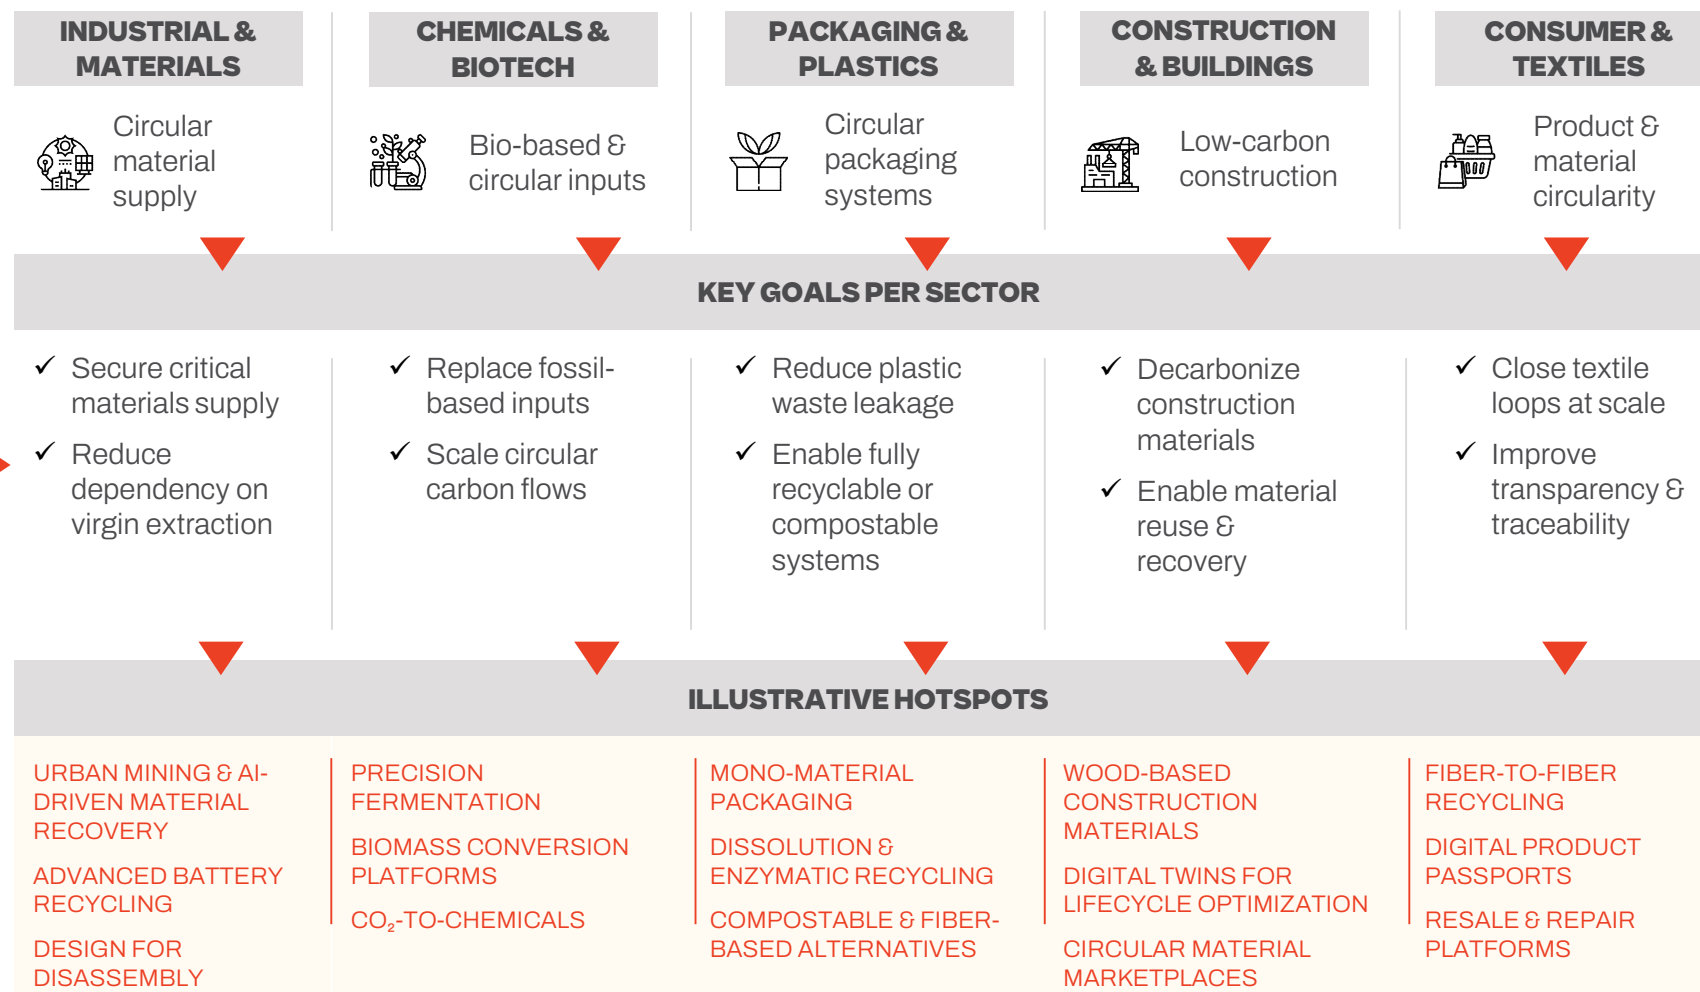 INDUSTRIAL &
MATERIALS
CHEMICALS &
BIOTECH
PACKAGING &
PLASTICS
CONSTRUCTION
& BUILDINGS
CONSUMER &
TEXTILES
Circular
material
supply
Bio-based &
circular inputs
Circular
packaging
systems
Low-carbon
construction
Product &
material
circularity
KEY GOALS PER SECTOR
✓ Secure critical
materials supply
✓ Reduce
dependency on
virgin extraction
✓ Replace fossil-
based inputs
✓ Scale circular
carbon flows
✓ Reduce plastic
waste leakage
✓ Enable fully
recyclable or
compostable
systems
✓ Decarbonize
construction
materials
✓ Enable material
reuse &
recovery
✓ Close textile
loops at scale
✓ Improve
transparency &
traceability
ILLUSTRATIVE HOTSPOTS
URBAN MINING & AI-
DRIVEN MATERIAL
RECOVERY
ADVANCED BATTERY
RECYCLING
DESIGN FOR
DISASSEMBLY
PRECISION
FERMENTATION
BIOMASS CONVERSION
PLATFORMS
CO₂-TO-CHEMICALS
MONO-MATERIAL
PACKAGING
DISSOLUTION &
ENZYMATIC RECYCLING
COMPOSTABLE & FIBER-
BASED ALTERNATIVES
WOOD-BASED
CONSTRUCTION
MATERIALS
DIGITAL TWINS FOR
LIFECYCLE OPTIMIZATION
CIRCULAR MATERIAL
MARKETPLACES
FIBER-TO-FIBER
RECYCLING
DIGITAL PRODUCT
PASSPORTS
RESALE & REPAIR
PLATFORMS